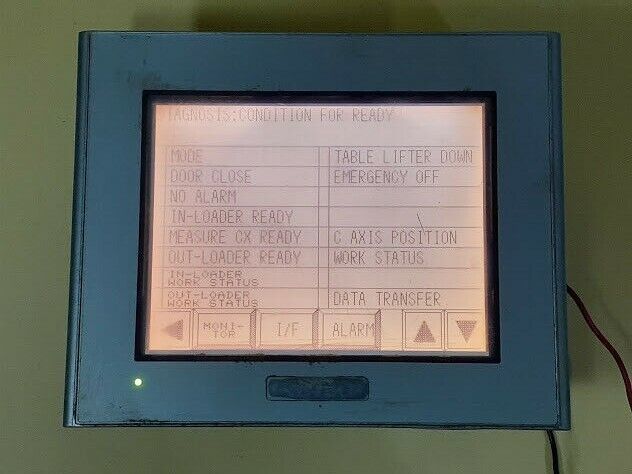 IAGNOSIS:CONDITION FOR READY
MODE TABLE LIFTER DOWN
DOOR CLOSE EMERGENCY OFF
NO ALARM
IN-LOADER READY
MEASURE CX READY C AXIS POSITION
OUT-LOADER READY WORK STATUS
IN-LOADER
WORK STATUS
OUT-LOADER
WORK STATUS DATA TRANSFER
MONI-
TOR I/F ALARM